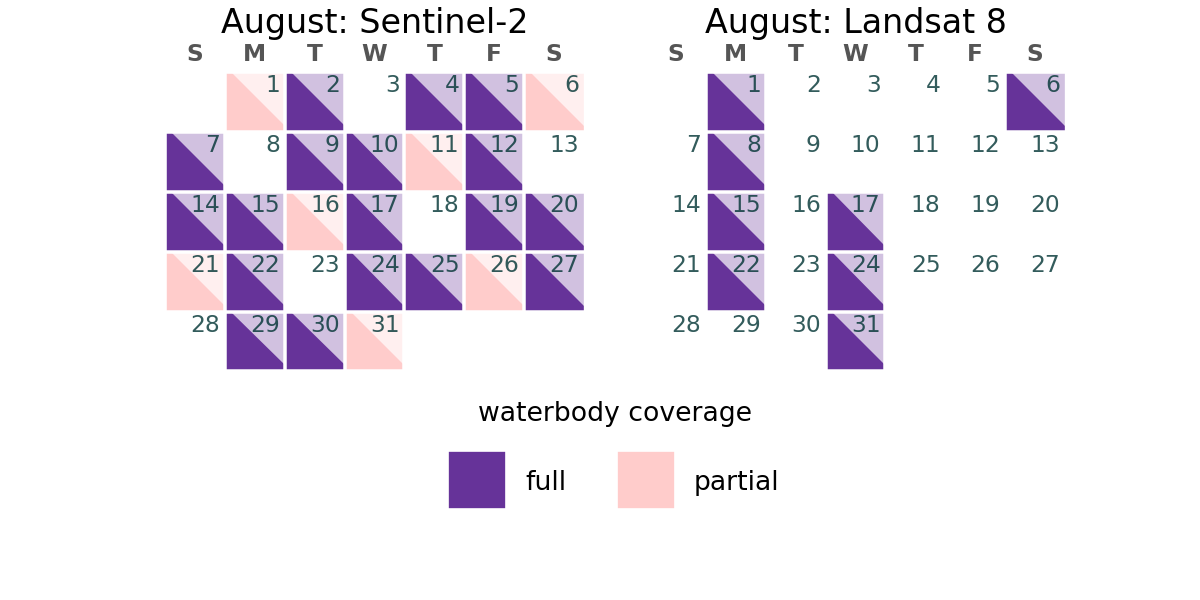 August: Sentinel-2
S M T W T F S
1 2 3 4 5 6
7 8 9 10 11 12 13
14 15 16 17 18 19 20
21 22 23 24 25 26 27
28 29 30 31
August: Landsat 8
S M T W T F S
1 2 3 4 5 6
7 8 9 10 11 12 13
14 15 16 17 18 19 20
21 22 23 24 25 26 27
28 29 30 31
waterbody coverage
full partial